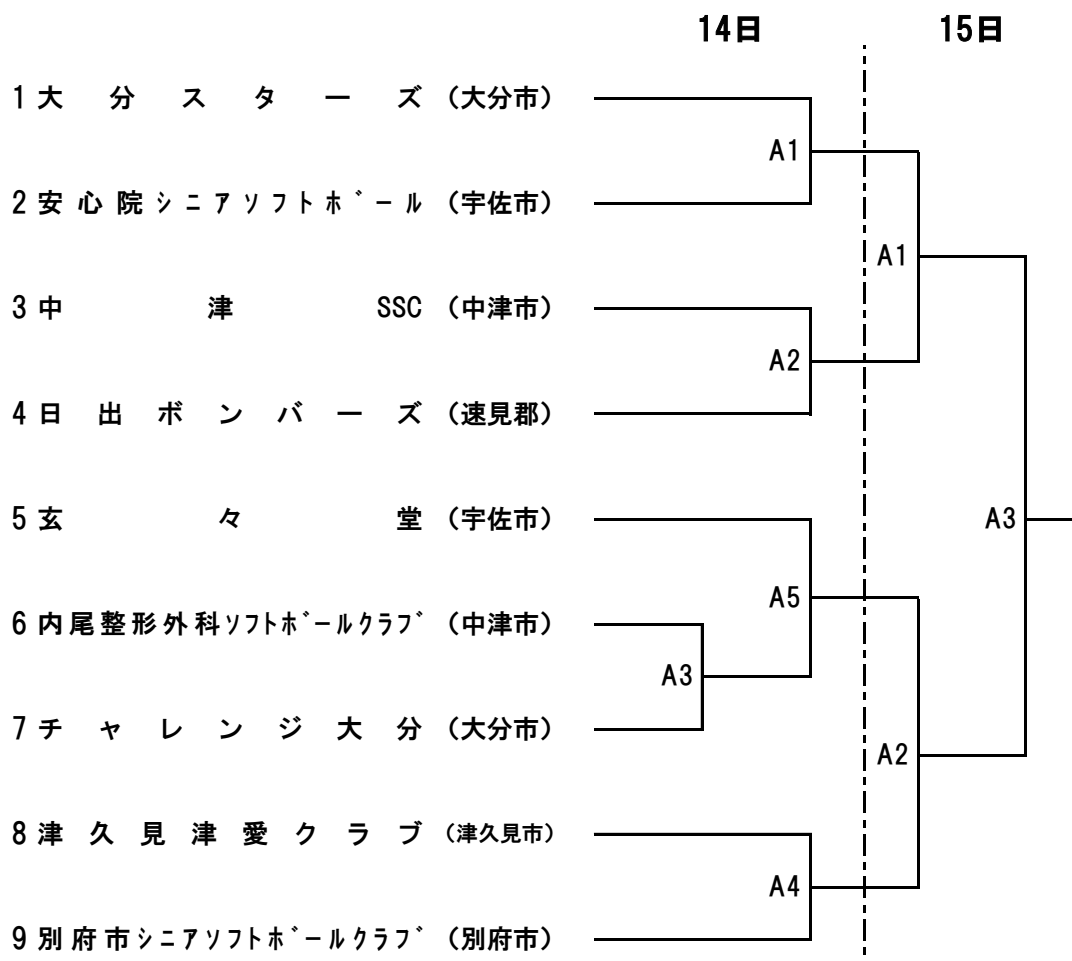 14日 15日
1 大分スターズ (大分市)
A1
2 安心院シニアソフトボール (宇佐市)
A1
3 中津SSC (中津市)
A2
4 日出ボンバーズ (速見郡)
5 玄々堂 (宇佐市) A3
A5
6 内尾整形外科ソフトボールクラブ (中津市)
A3
7 チャレンジ大分 (大分市)
A2
8 津久見津愛クラブ (津久見市)
A4
9 別府市シニアソフトボールクラブ (別府市)